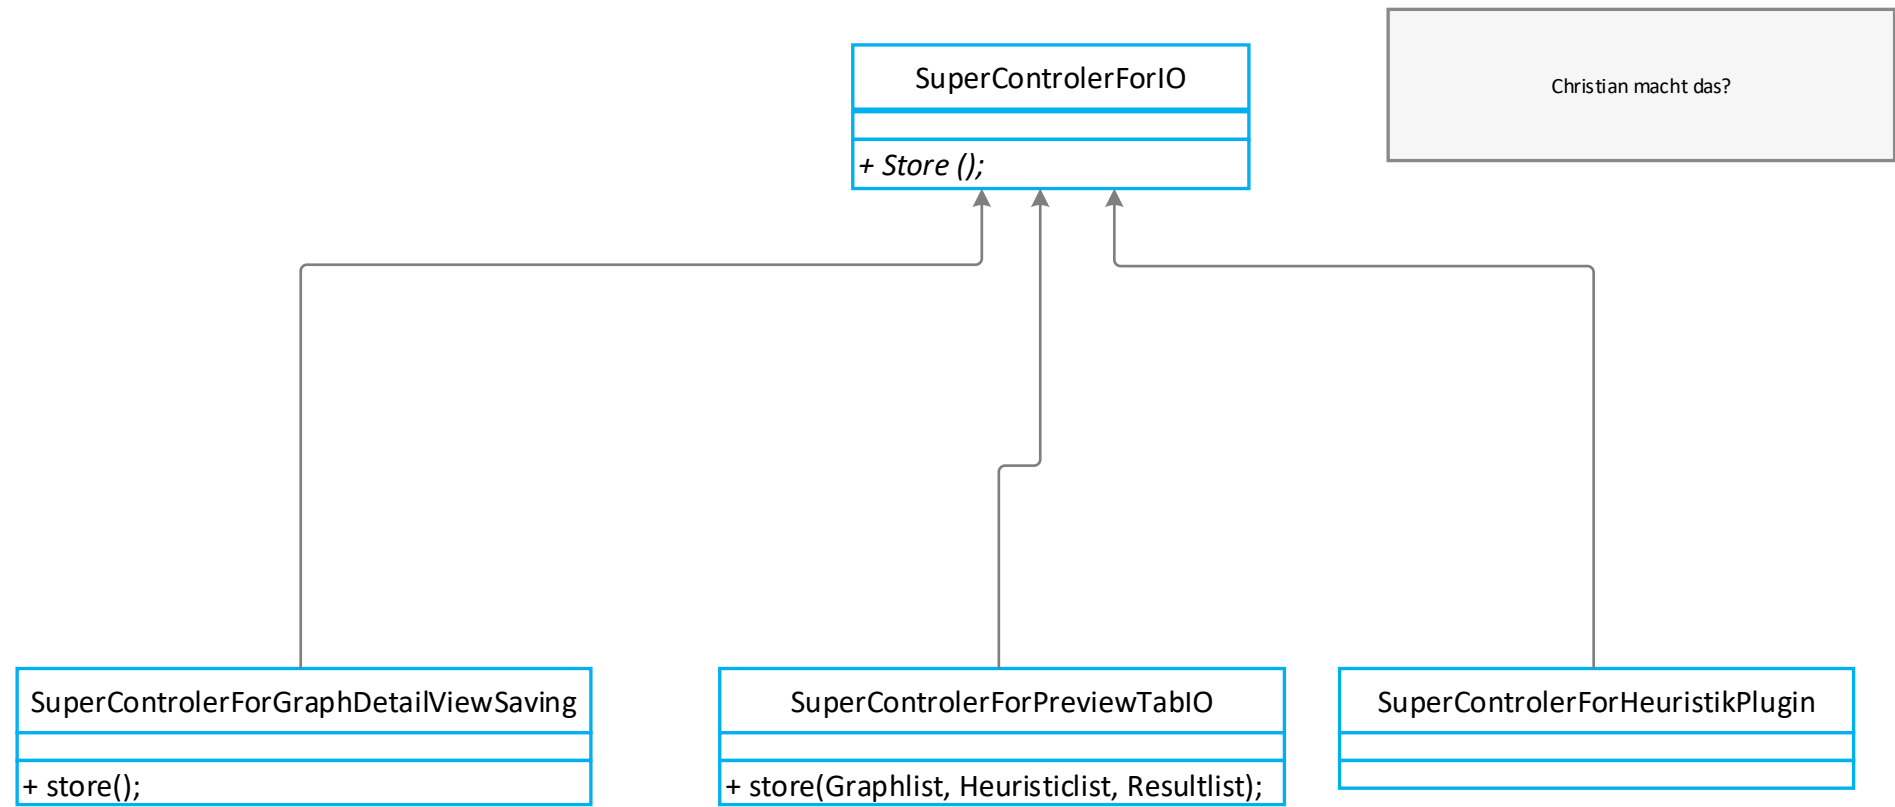 SuperControlerForIO
Christian macht das?
+ Store ();
SuperControlerForGraphDetailViewSaving
SuperControlerForPreviewTabIO
SuperControlerForHeuristikPlugin
+ store();
+ store(Graphlist, Heuristiclist, Resultlist);